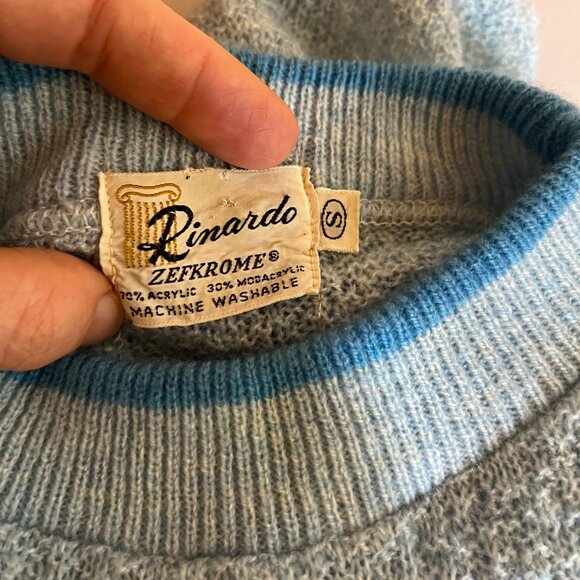 Rinardo
ZEFKROME®
70% ACRYLIC 30% MODACRYLIC
MACHINE WASHABLE
S